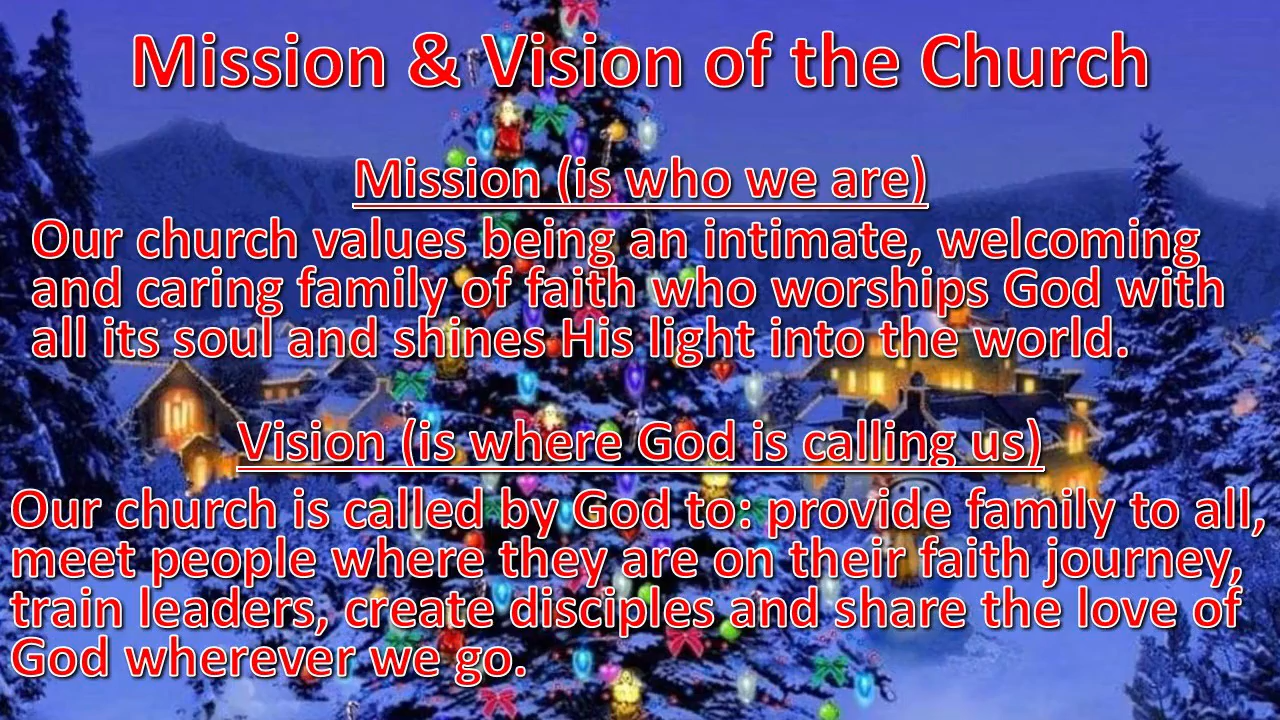 Mission & Vision of the Church
Mission (is who we are)
Our church values being an intimate, welcoming
and caring family of faith who worships God with
all its soul and shines His light into the world.
Vision (is where God is calling us)
Our church is called by God to: provide family to all,
meet people where they are on their faith journey,
train leaders, create disciples and share the love of
God wherever we go.